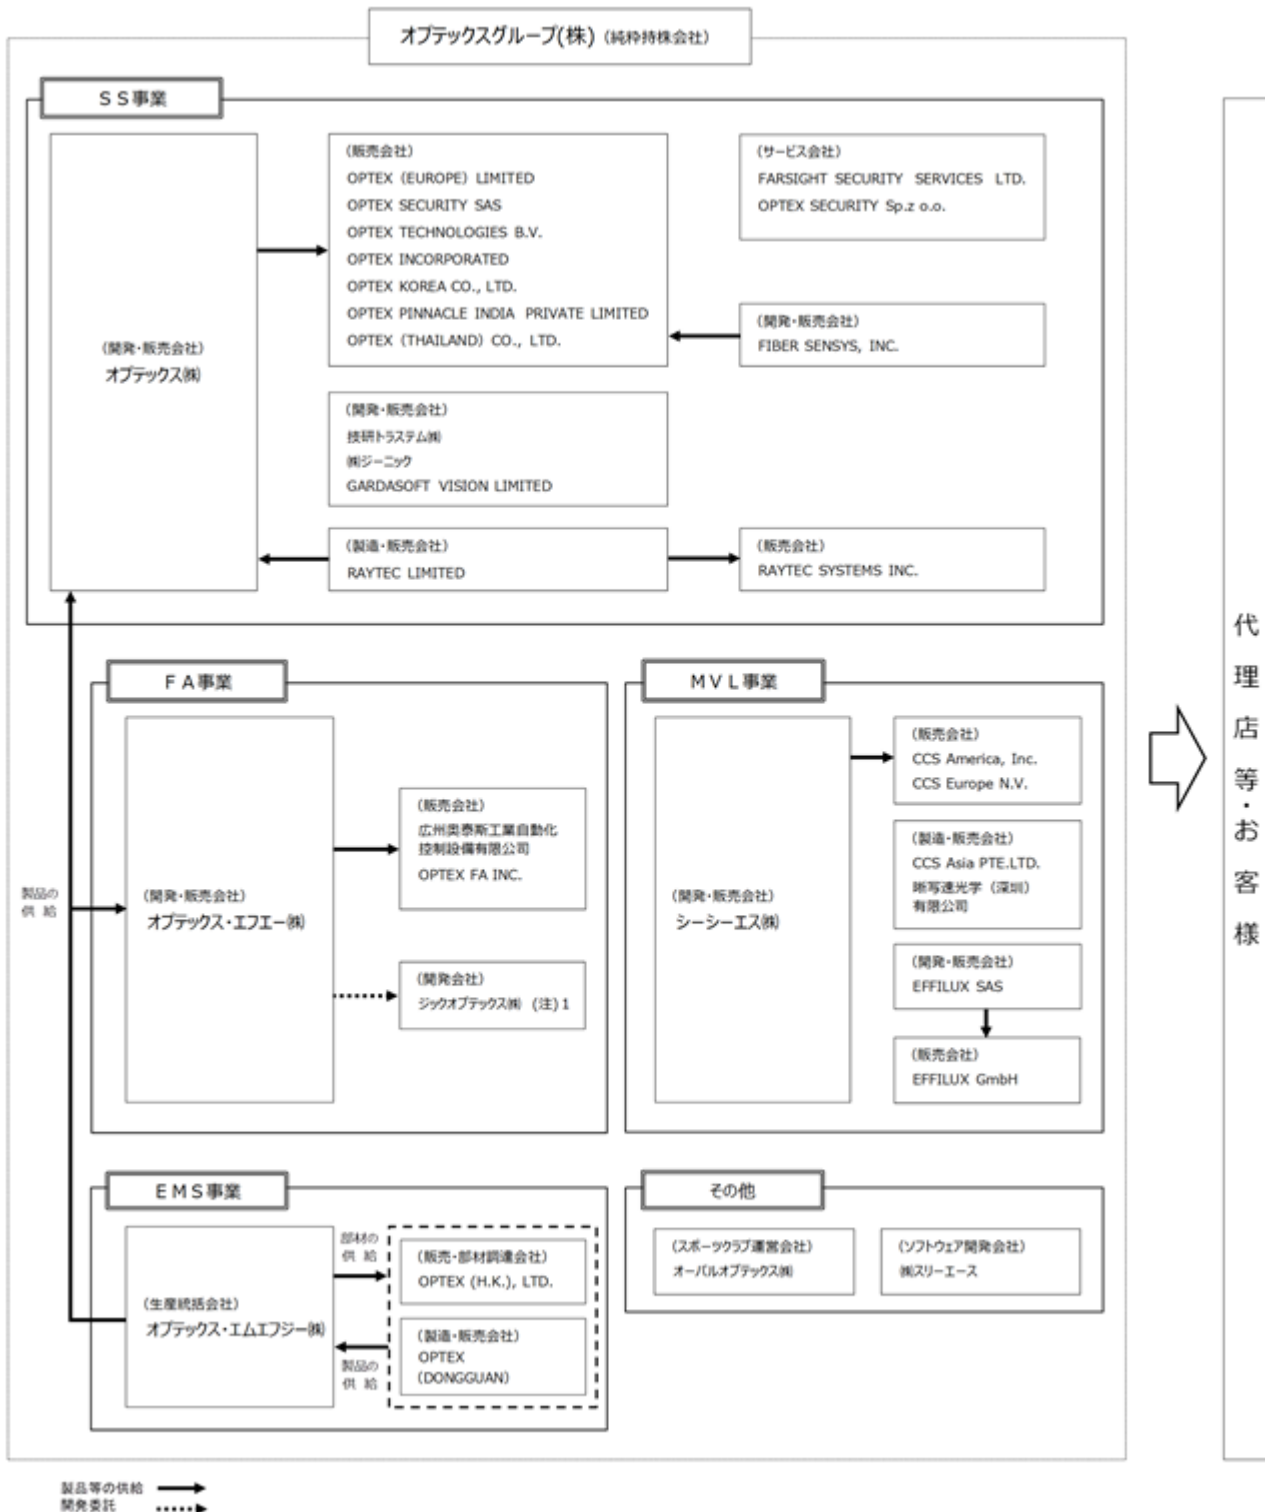 オプテックスグループ(株) (純粋持株会社)
ＳＳ事業
(開発・販売会社)
オプテックス㈱
(販売会社)
OPTEX (EUROPE) LIMITED
OPTEX SECURITY SAS
OPTEX TECHNOLOGIES B.V.
OPTEX INCORPORATED
OPTEX KOREA CO., LTD.
OPTEX PINNACLE INDIA PRIVATE LIMITED
OPTEX (THAILAND) CO., LTD.
(サービス会社)
FARSIGHT SECURITY SERVICES LTD.
OPTEX SECURITY Sp.z o.o.
(開発・販売会社)
FIBER SENSYS, INC.
(開発・販売会社)
技研トラステム㈱
㈱ジーニック
GARDASOFT VISION LIMITED
(製造・販売会社)
RAYTEC LIMITED
(販売会社)
RAYTEC SYSTEMS INC.
ＦＡ事業
(開発・販売会社)
オプテックス・エフエー㈱
(販売会社)
広州奥泰斯工業自動化
控制設備有限公司
OPTEX FA INC.
(開発会社)
ジックオプテックス㈱ (注)1
製品の
供給
ＭＶＬ事業
(開発・販売会社)
シーシーエス㈱
(販売会社)
CCS America, Inc.
CCS Europe N.V.
(製造・販売会社)
CCS Asia PTE.LTD.
晰写速光学（深圳）
有限公司
(開発・販売会社)
EFFILUX SAS
(販売会社)
EFFILUX GmbH
ＥＭＳ事業
(生産統括会社)
オプテックス・エムエフジー㈱
部材の
供給
(販売・部材調達会社)
OPTEX (H.K.), LTD.
製品の
供給
(製造・販売会社)
OPTEX
(DONGGUAN)
その他
(スポーツクラブ運営会社)
オーパルオプテックス㈱
(ソフトウェア開発会社)
㈱スリーエース
代理店等・お客様
製品等の供給
開発委託